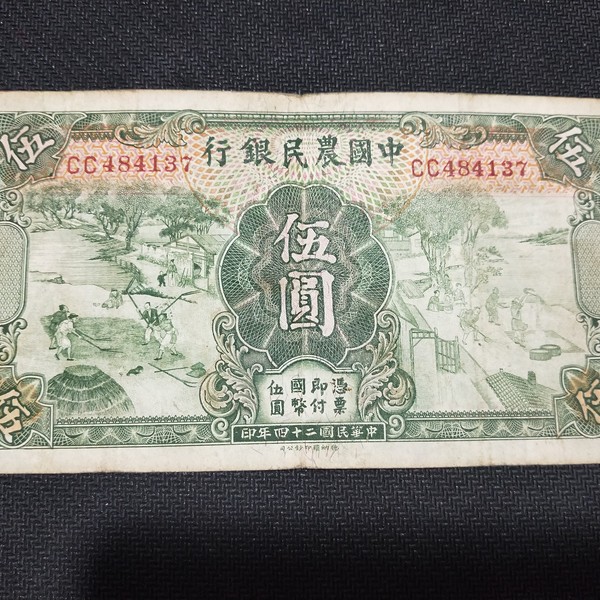 伍
伍
CC484137
中國農民銀行
CC484137
伍圓
憑票
即付
國幣
伍圓
中華民國二十四年印
伍
伍